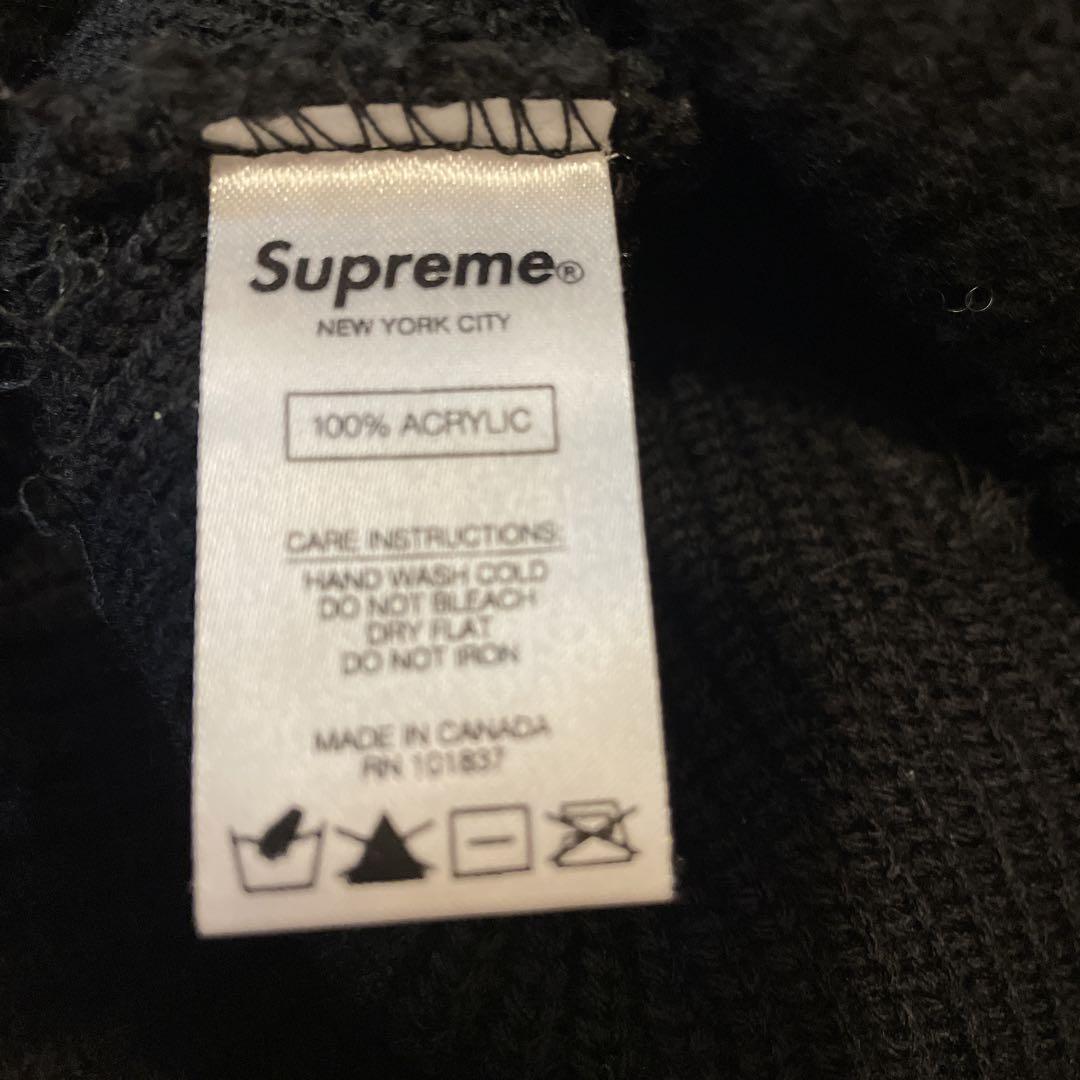 Supreme®
NEW YORK CITY
100% ACRYLIC
CARE INSTRUCTIONS:
HAND WASH COLD
DO NOT BLEACH
DRY FLAT
DO NOT IRON
MADE IN CANADA
RN 101837